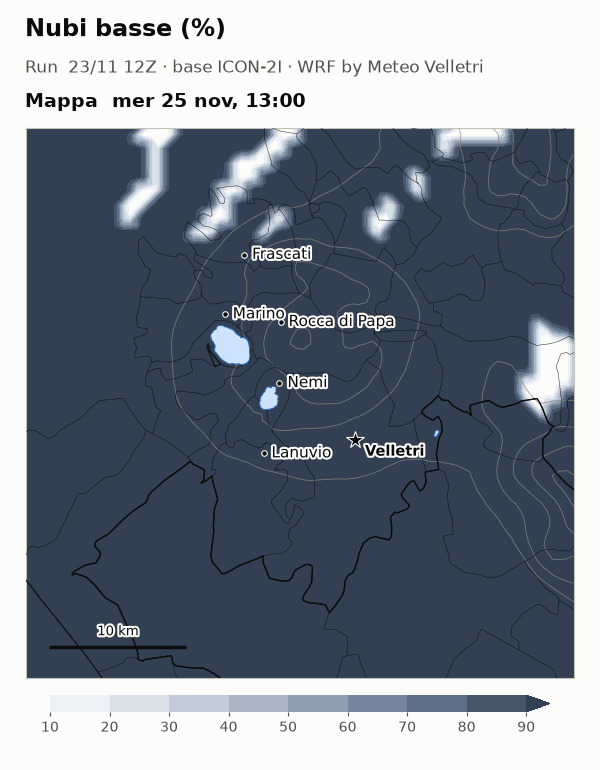 Nubi basse (%)
Run  23/11 12Z · base ICON-2I · WRF by Meteo Velletri
Mappa  mer 25 nov, 13:00
Frascati
Marino
Rocca di Papa
Nemi
Velletri
Lanuvio
10 km
10 20 30 40 50 60 70 80 90